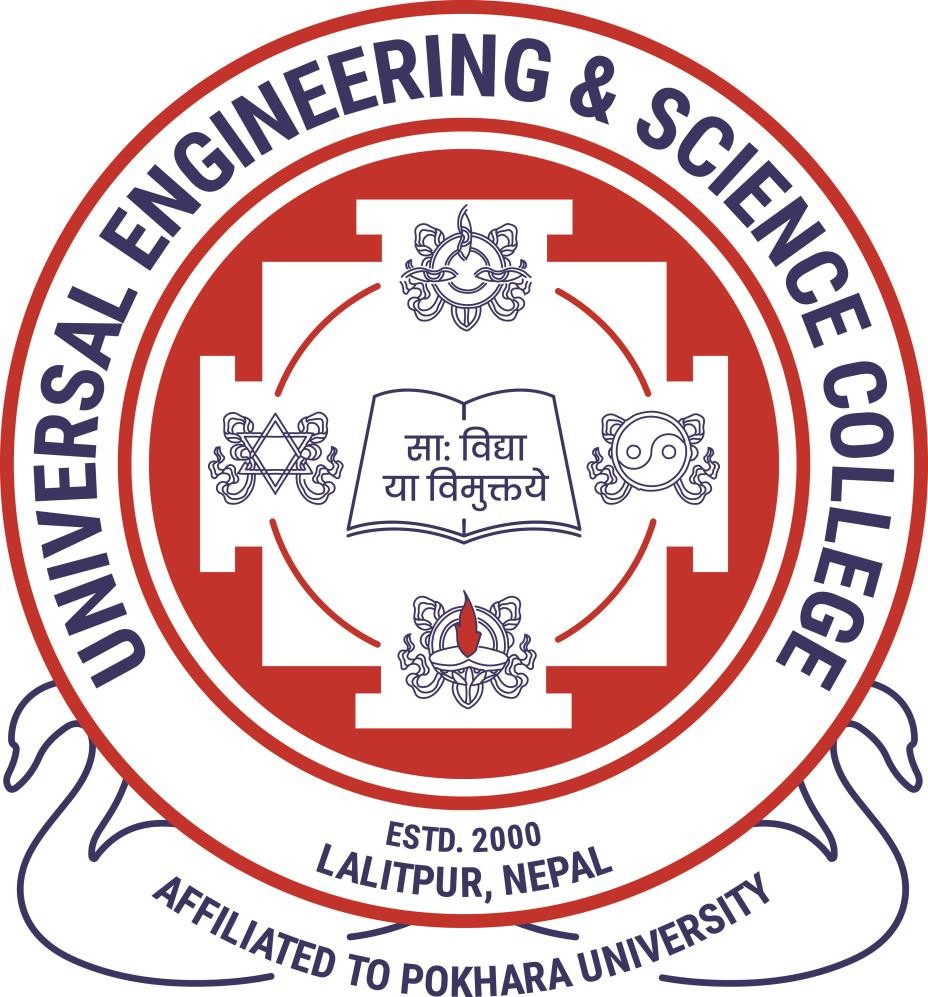 UNIVERSAL ENGINEERING & SCIENCE COLLEGE
सा: विद्या
या विमुक्तये
ESTD. 2000
LALITPUR, NEPAL
AFFILIATED TO POKHARA UNIVERSITY